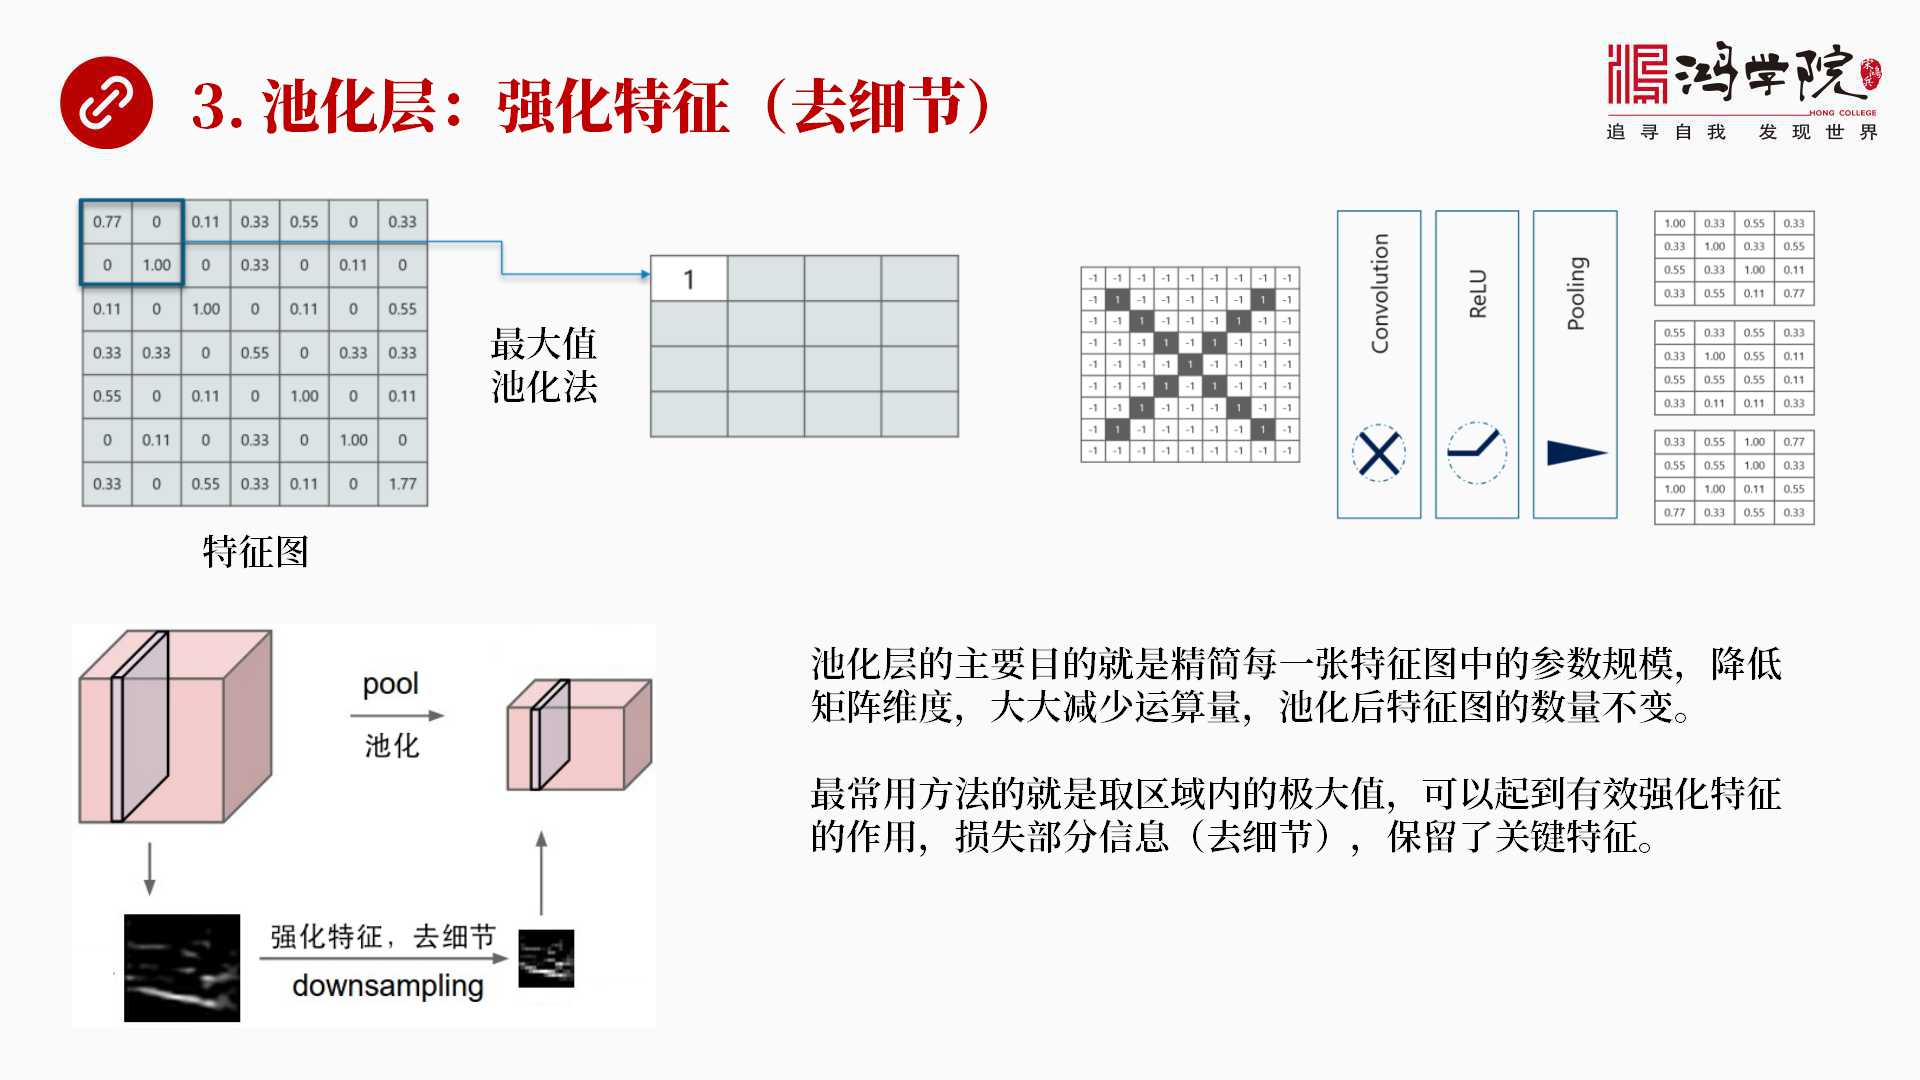 3. 池化层：强化特征（去细节）
鸿学院
HONG COLLEGE
追寻自我 发现世界
0.77 0 0.11 0.33 0.55 0 0.33
0 1.00 0 0.33 0 0.11 0
0.11 0 1.00 0 0.11 0 0.55
0.33 0.33 0 0.55 0 0.33 0.33
0.55 0 0.11 0 1.00 0 0.11
0 0.11 0 0.33 0 1.00 0
0.33 0 0.55 0.33 0.11 0 1.77
特征图
最大值
池化法
1
-1 -1 -1 -1 -1 -1 -1 -1 -1
-1 1 -1 -1 -1 -1 -1 1 -1
-1 -1 1 -1 -1 -1 1 -1 -1
-1 -1 -1 1 -1 1 -1 -1 -1
-1 -1 -1 -1 1 -1 -1 -1 -1
-1 -1 -1 1 -1 1 -1 -1 -1
-1 -1 1 -1 -1 -1 1 -1 -1
-1 1 -1 -1 -1 -1 -1 1 -1
-1 -1 -1 -1 -1 -1 -1 -1 -1
Convolution
ReLU
Pooling
1.00 0.33 0.55 0.33
0.33 1.00 0.33 0.55
0.55 0.33 1.00 0.11
0.33 0.55 0.11 0.77
0.55 0.33 0.55 0.33
0.33 1.00 0.55 0.11
0.55 0.55 0.55 0.11
0.33 0.11 0.11 0.33
0.33 0.55 1.00 0.77
0.55 0.55 1.00 0.33
1.00 1.00 0.11 0.55
0.77 0.33 0.55 0.33
pool
池化
强化特征，去细节
downsampling
池化层的主要目的就是精简每一张特征图中的参数规模，降低
矩阵维度，大大减少运算量，池化后特征图的数量不变。
最常用方法的就是取区域内的极大值，可以起到有效强化特征
的作用，损失部分信息（去细节），保留了关键特征。